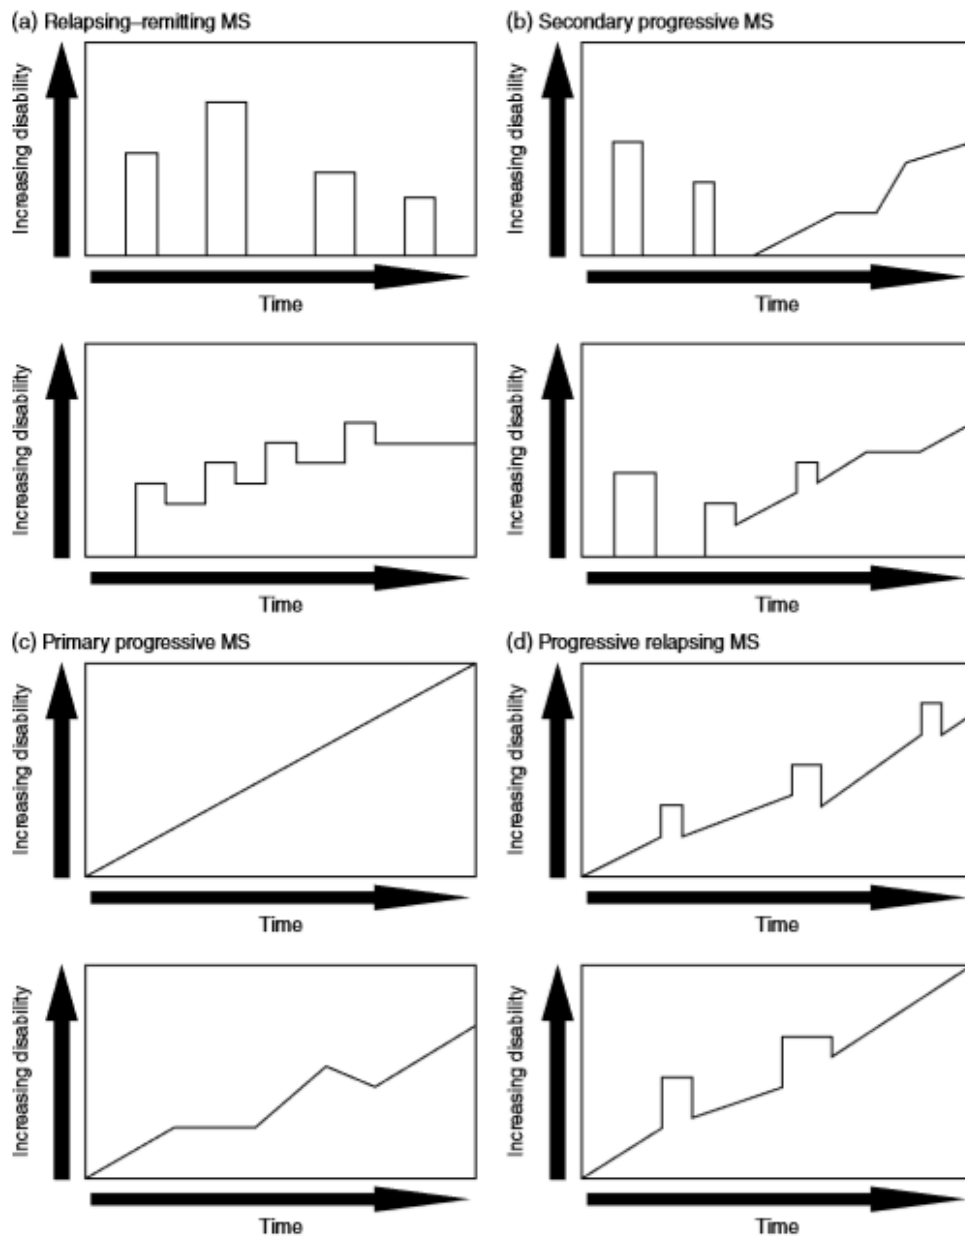 (a) Relapsing–remitting MS
Increasing disability
Time
Increasing disability
Time
(b) Secondary progressive MS
Increasing disability
Time
Increasing disability
Time
(c) Primary progressive MS
Increasing disability
Time
Increasing disability
Time
(d) Progressive relapsing MS
Increasing disability
Time
Increasing disability
Time